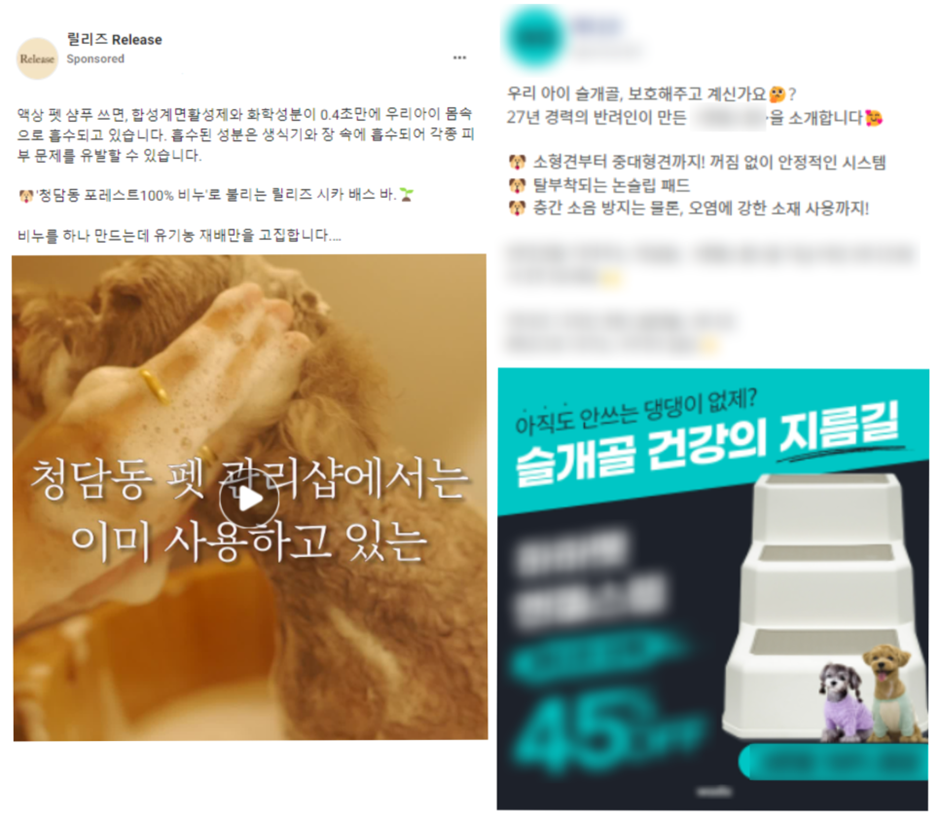 릴리즈 Release
Release
Sponsored
액상 펫 샴푸 쓰면, 합성계면활성제와 화학성분이 0.4초만에 우리아이 몸속
으로 흡수되고 있습니다. 흡수된 성분은 생식기와 장 속에 흡수되어 각종 피
부 문제를 유발할 수 있습니다.
🐶'청담동 포레스트100% 비누'로 불리는 릴리즈 시카 배스 바.🌱
비누를 하나 만드는데 유기농 재배만을 고집합니다....
청담동 펫 관리샵에서는
이미 사용하고 있는
우리 아이 슬개골, 보호해주고 계신가요🤔?
27년 경력의 반려인이 만든 을 소개합니다🥰
🐶 소형견부터 중대형견까지! 꺼짐 없이 안정적인 시스템
🐶 탈부착되는 논슬립 패드
🐶 층간 소음 방지는 물론, 오염에 강한 소재 사용까지!
아직도 안쓰는 댕댕이 없제?
슬개골 건강의 지름길
45% OFF